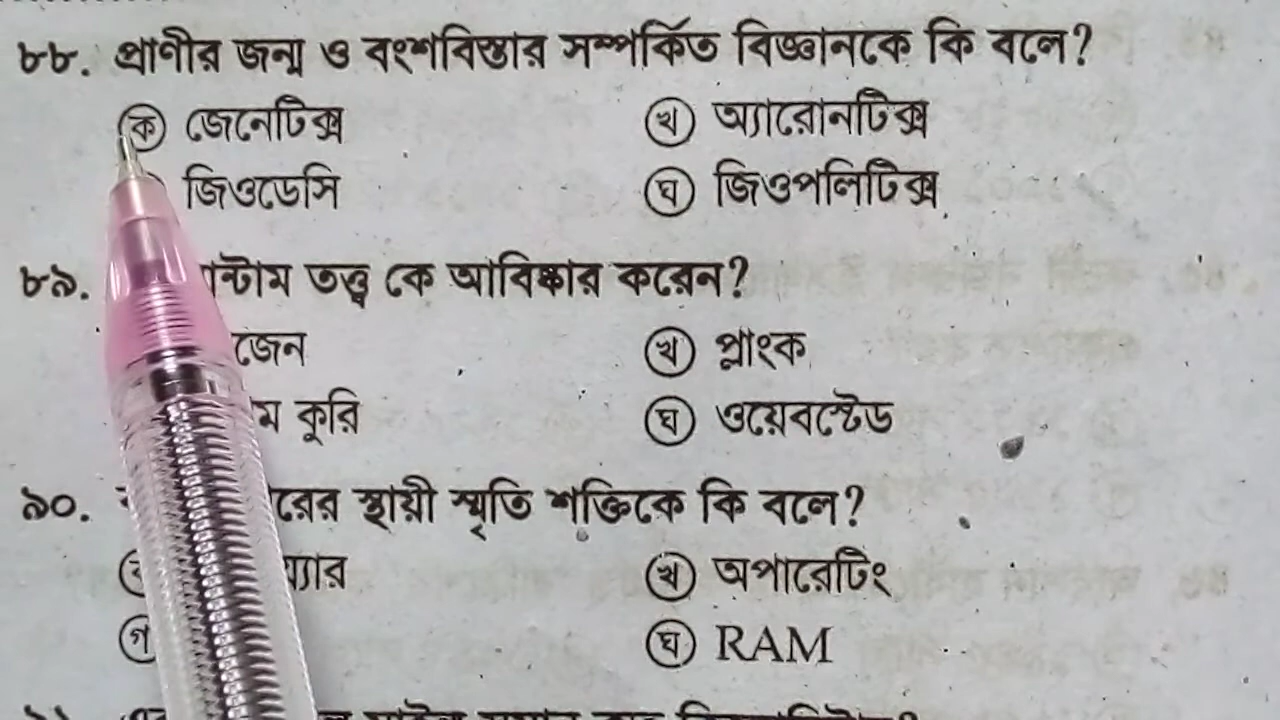 ৮৮. প্রাণীর জন্ম ও বংশবিস্তার সম্পর্কিত বিজ্ঞানকে কি বলে?
ক জেনেটিক্স খ অ্যারোনটিক্স
জিওডেসি ঘ জিওপলিটিক্স
৮৯. ন্টাম তত্ত্ব কে আবিষ্কার করেন?
জেন খ প্লাংক
ম কুরি ঘ ওয়েবস্টেড
৯০. রের স্থায়ী স্মৃতি শক্তিকে কি বলে?
য়্যার খ অপারেটিং
গ ঘ RAM